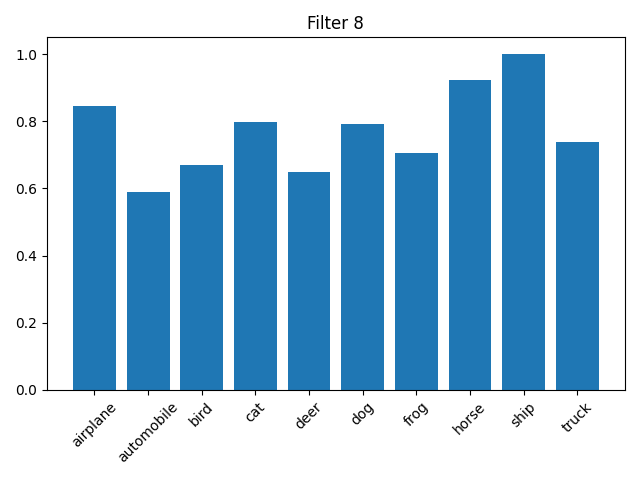 Filter 8
1.0
0.8
0.6
0.4
0.2
0.0
airplane
automobile
bird
cat
deer
dog
frog
horse
ship
truck